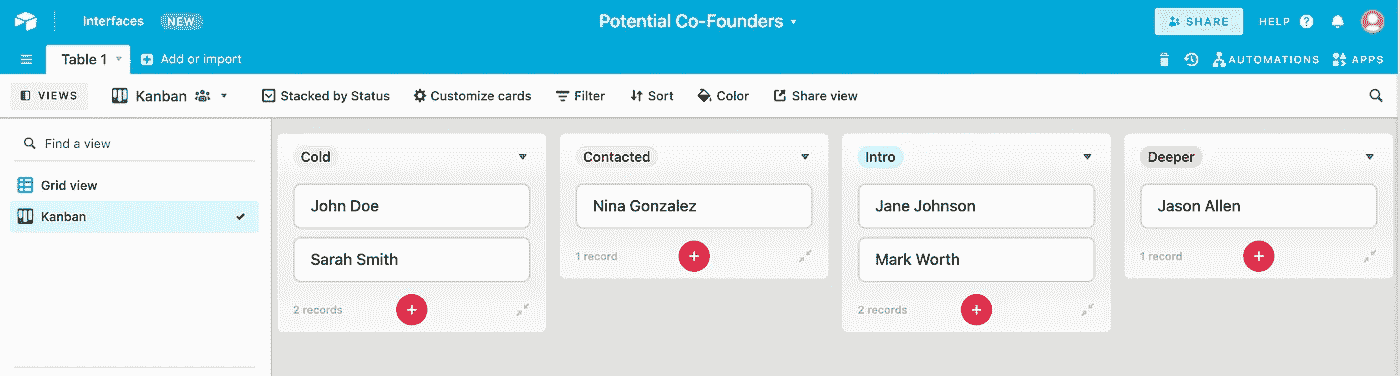 Interfaces NEW Potential Co-Founders SHARE HELP
Table 1 Add or import AUTOMATIONS APPS
VIEWS Kanban Stacked by Status Customize cards Filter Sort Color Share view
Find a view
Grid view
Kanban
Cold
John Doe
Sarah Smith
2 records
Contacted
Nina Gonzalez
1 record
Intro
Jane Johnson
Mark Worth
2 records
Deeper
Jason Allen
1 record